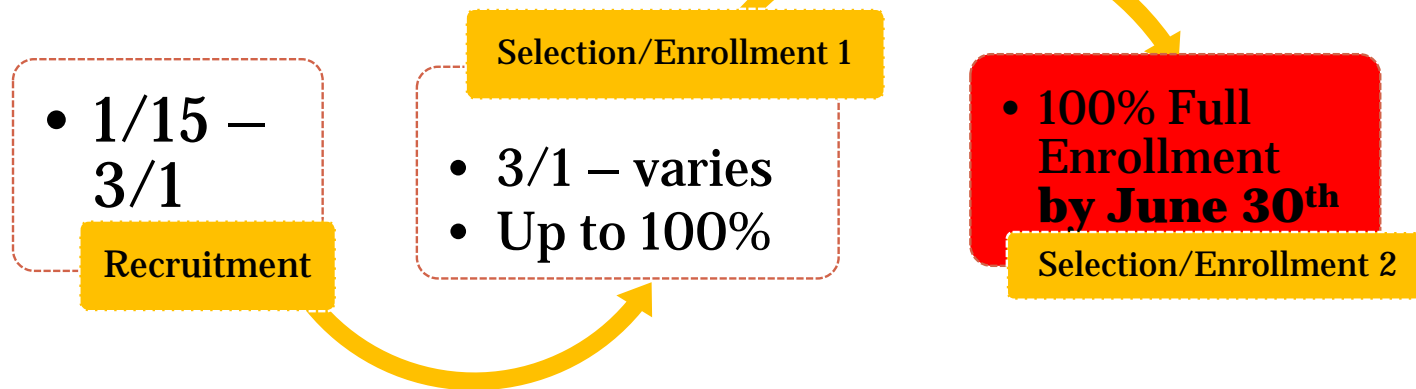 • 1/15 –
3/1
Recruitment
Selection/Enrollment 1
• 3/1 – varies
• Up to 100%
• 100% Full
Enrollment
by June 30th
Selection/Enrollment 2